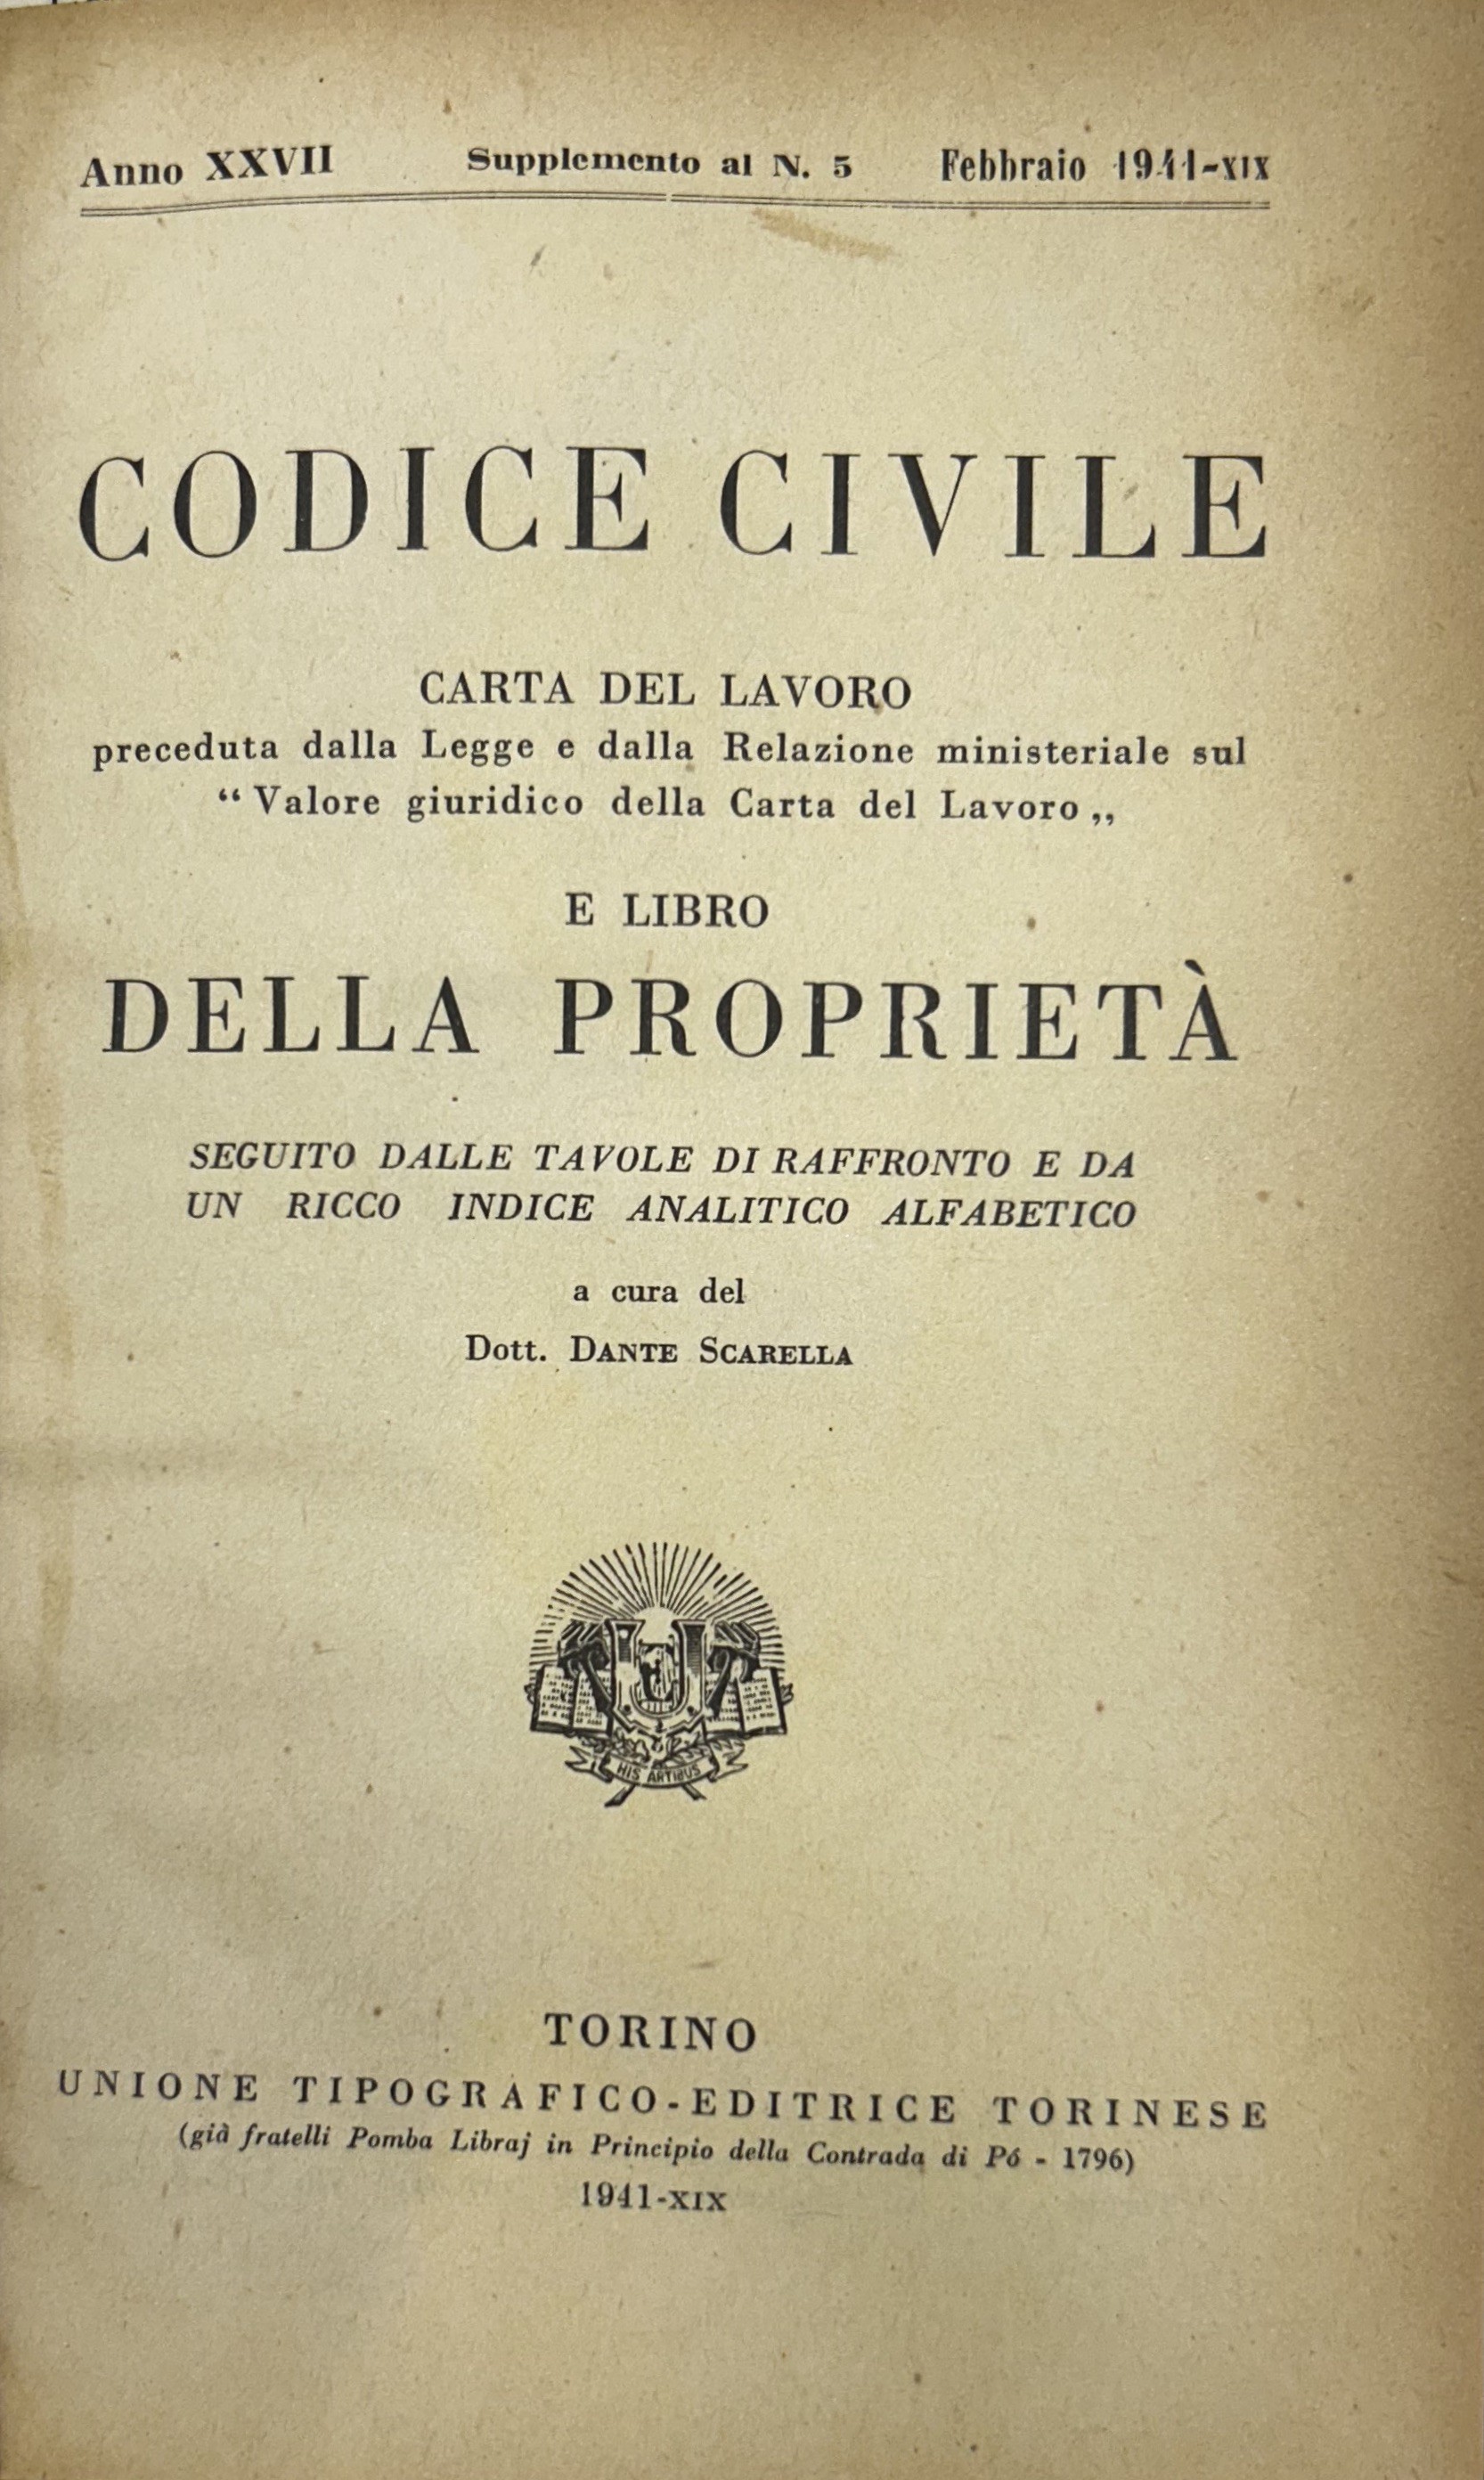 Anno XXVII Supplemento al N. 5 Febbraio 1941-XIX
CODICE CIVILE
CARTA DEL LAVORO
preceduta dalla Legge e dalla Relazione ministeriale sul
“ Valore giuridico della Carta del Lavoro „
E LIBRO
DELLA PROPRIETÀ
SEGUITO DALLE TAVOLE DI RAFFRONTO E DA
UN RICCO INDICE ANALITICO ALFABETICO
a cura del
Dott. DANTE SCARELLA
HIS ARTIBUS
TORINO
UNIONE TIPOGRAFICO-EDITRICE TORINESE
(già fratelli Pomba Libraj in Principio della Contrada di Pó - 1796)
1941-XIX